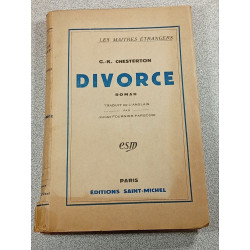 LES MAITRES ÉTRANGERS
G.-K. CHESTERTON
DIVORCE
ROMAN
TRADUIT DE L'ANGLAIS
PAR
esm
PARIS
ÉDITIONS SAINT-MICHEL